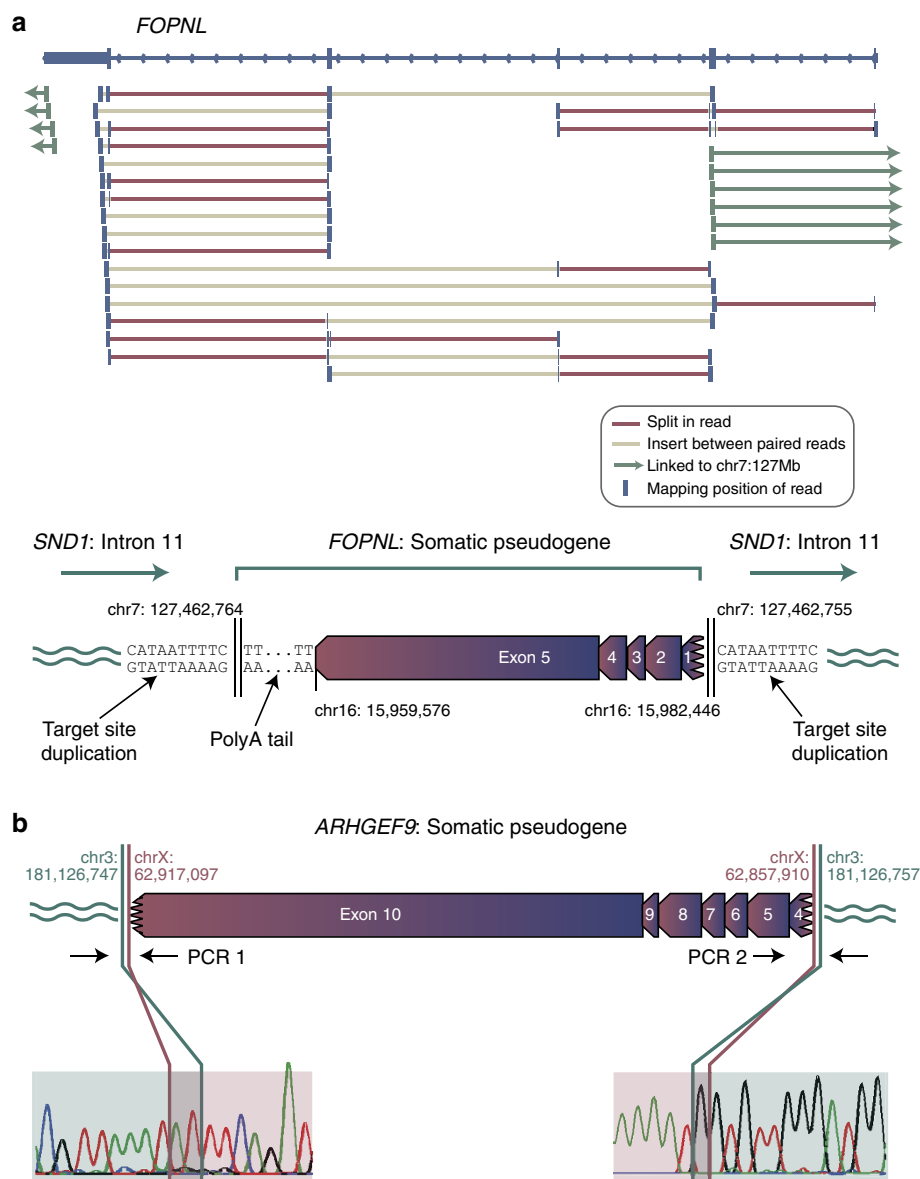 a
FOPNL
Split in read
Insert between paired reads
Linked to chr7:127Mb
Mapping position of read
SND1: Intron 11
FOPNL: Somatic pseudogene
SND1: Intron 11
chr7: 127,462,764
chr7: 127,462,755
CATAATTTTC TT...TT
GTATTAAAAG AA...AA
Exon 5 4 3 2 1
CATAATTTTC
GTATTAAAAG
chr16: 15,959,576
chr16: 15,982,446
Target site
duplication
PolyA tail
Target site
duplication
b
ARHGEF9: Somatic pseudogene
chr3:
181,126,747
chrX:
62,917,097
chrX:
62,857,910
chr3:
181,126,757
Exon 10 9 8 7 6 5 4
PCR 1
PCR 2